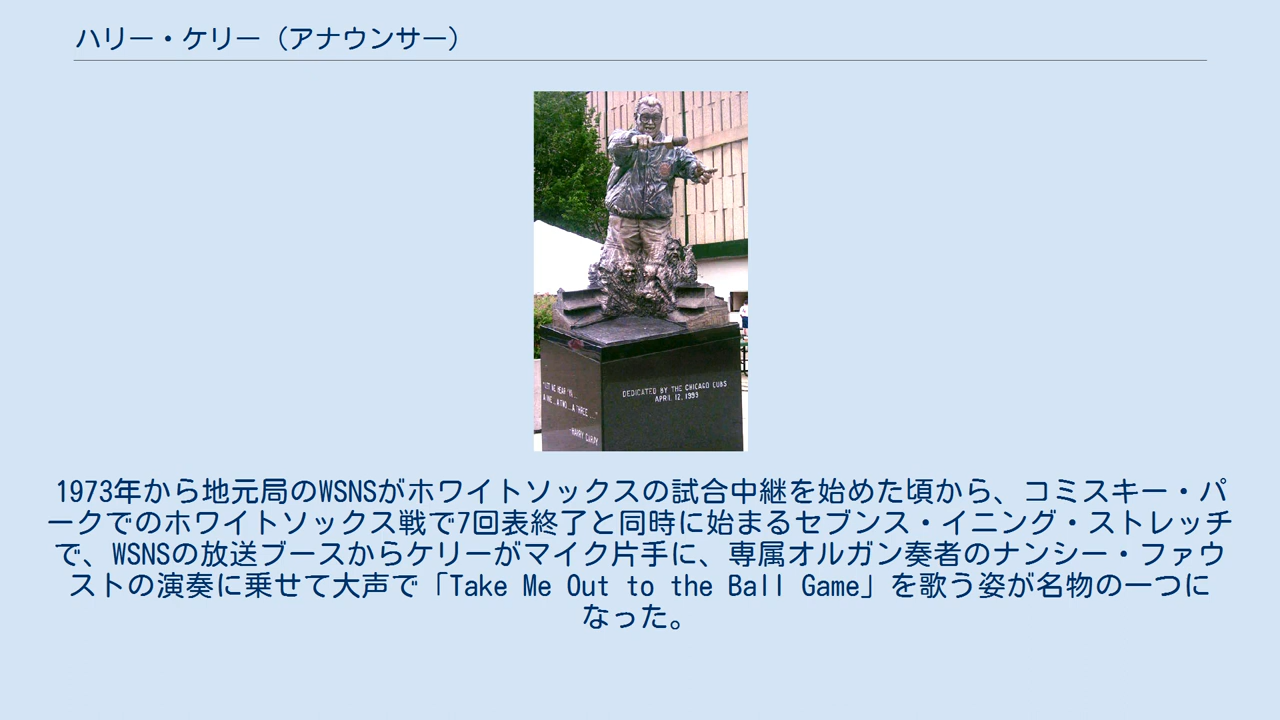 ハリー・ケリー（アナウンサー）
DEDICATED BY THE CHICAGO CUBS
APRIL 12, 1999
1973年から地元局のWSNSがホワイトソックスの試合中継を始めた頃から、コミスキー・パ
ークでのホワイトソックス戦で7回表終了と同時に始まるセブンス・イニング・ストレッチ
で、WSNSの放送ブースからケリーがマイク片手に、専属オルガン奏者のナンシー・ファウ
ストの演奏に乗せて大声で「Take Me Out to the Ball Game」を歌う姿が名物の一つに
なった。